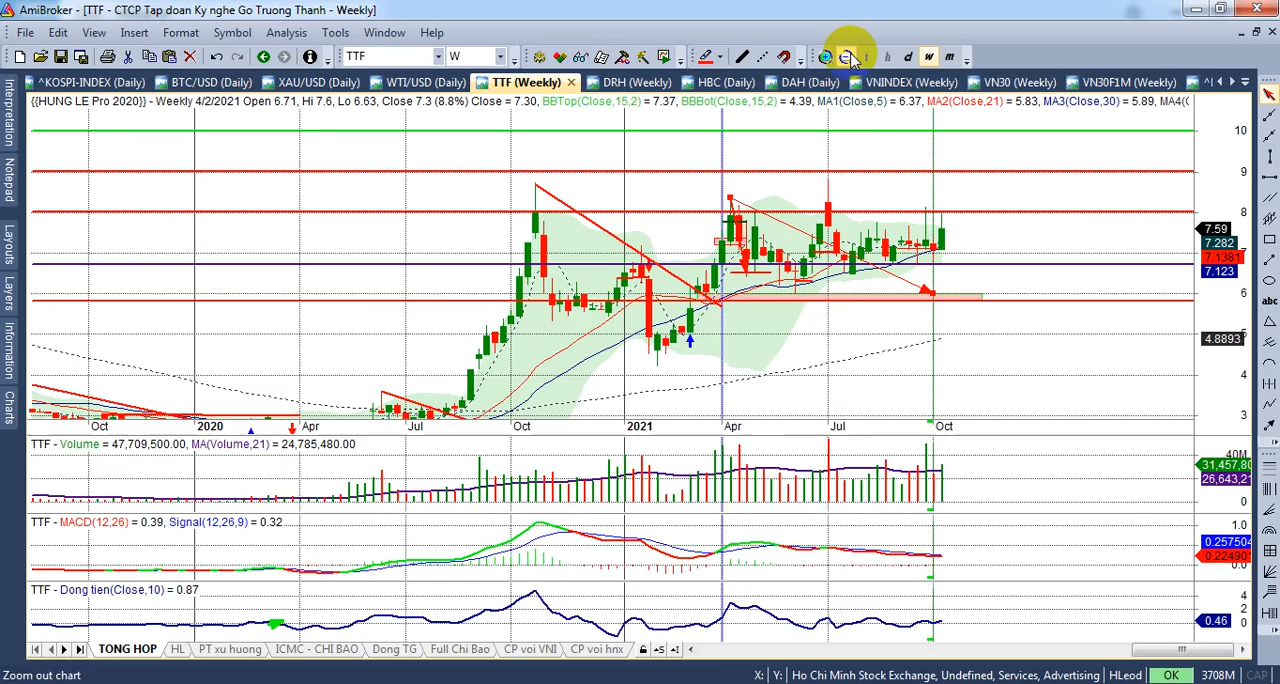 AmiBroker - [TTF - CTCP Tap doan Ky nghe Go Truong Thanh - Weekly]
File Edit View Insert Format Symbol Analysis Tools Window Help
TTF W h d w m
^KOSPI-INDEX (Daily) BTC/USD (Daily) XAU/USD (Daily) WTI/USD (Daily) TTF (Weekly) DRH (Weekly) HBC (Daily) DAH (Daily) VNINDEX (Weekly) VN30 (Weekly) VN30F1M (Weekly)
{{HUNG LE Pro 2020}} - Weekly 4/2/2021 Open 6.71, Hi 7.6, Lo 6.63, Close 7.3 (8.8%) Close = 7.30, BBTop(Close,15,2) = 7.37, BBBot(Close,15,2) = 4.39, MA1(Close,5) = 6.37, MA2(Close,21) = 5.83, MA3(Close,30) = 5.89, MA4(C
Interpretation
Notepad
Layouts
Layers
Information
Charts
abc
10
9
8
7.59
7.282
7.1381
7.123
6
4.8893
4
3
Oct 2020 Apr Jul Oct 2021 Apr Jul Oct
TTF - Volume = 47,709,500.00, MA(Volume,21) = 24,785,480.00
40M
31,457,80
26,643,21
0
TTF - MACD(12,26) = 0.39, Signal(12,26,9) = 0.32
1.0
0.257504
0.224901
0.0
TTF - Dong tien(Close,10) = 0.87
4
2
0.46
TONG HOP HL PT xu huong ICMC - CHI BAO Dong TG Full Chi Bao CP voi VNI CP voi hnx
Zoom out chart X: Y: Ho Chi Minh Stock Exchange, Undefined, Services, Advertising HLeod OK 3708M CAP